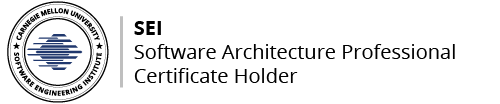 CARNEGIE MELLON UNIVERSITY
SOFTWARE ENGINEERING INSTITUTE
SEI
Software Architecture Professional
Certificate Holder